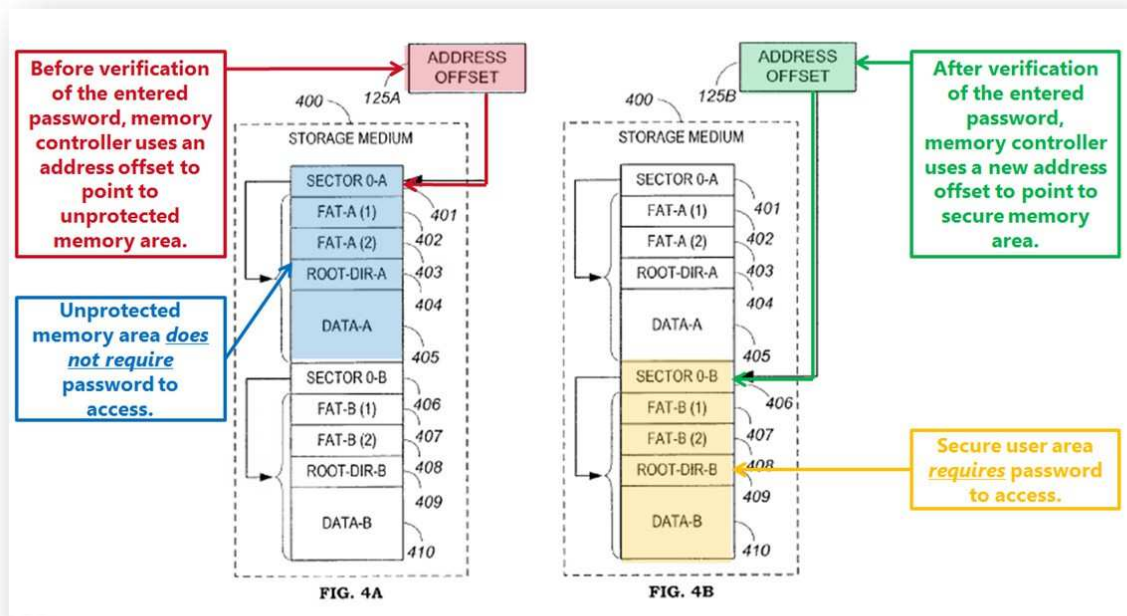 Before verification
of the entered
password, memory
controller uses an
address offset to
point to
unprotected
memory area.
Unprotected
memory area does
not require
password to
access.
ADDRESS
OFFSET
125A
400
STORAGE MEDIUM
SECTOR 0-A
401
FAT-A (1)
402
FAT-A (2)
403
ROOT-DIR-A
404
DATA-A
405
SECTOR 0-B
406
FAT-B (1)
407
FAT-B (2)
408
ROOT-DIR-B
409
DATA-B
410
FIG. 4A
ADDRESS
OFFSET
125B
400
STORAGE MEDIUM
SECTOR 0-A
401
FAT-A (1)
402
FAT-A (2)
403
ROOT-DIR-A
404
DATA-A
405
SECTOR 0-B
406
FAT-B (1)
407
FAT-B (2)
408
ROOT-DIR-B
409
DATA-B
410
FIG. 4B
After verification
of the entered
password,
memory controller
uses a new address
offset to point to
secure memory
area.
Secure user area
requires password
to access.